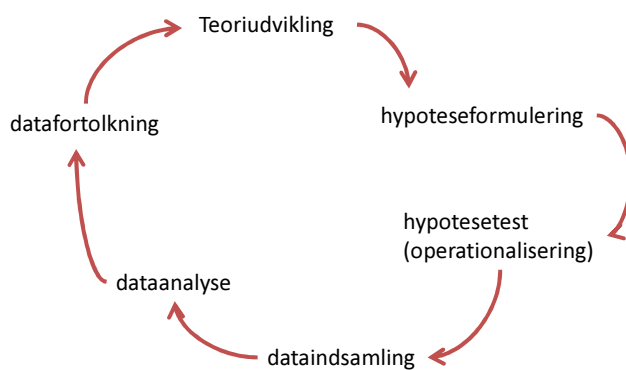 Teoriudvikling
hypoteseformulering
hypotesetest
(operationalisering)
dataindsamling
dataanalyse
datafortolkning